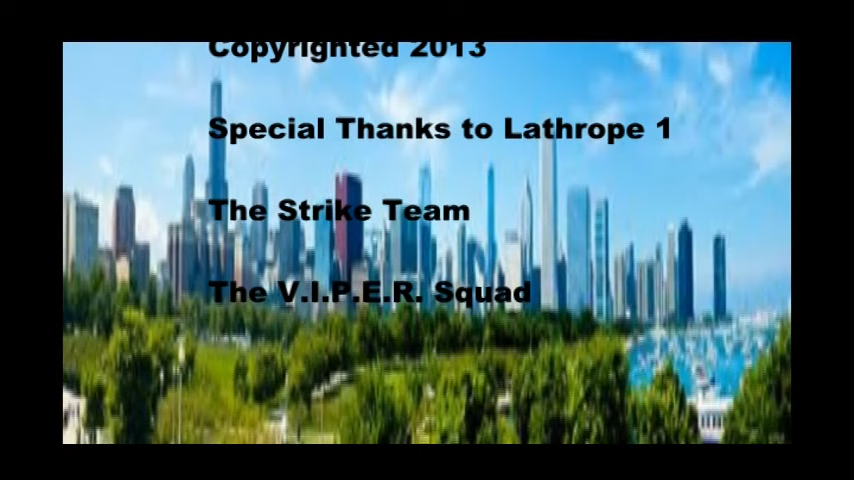 Copyrighted 2013
Special Thanks to Lathrope 1
The Strike Team
The V.I.P.E.R. Squad